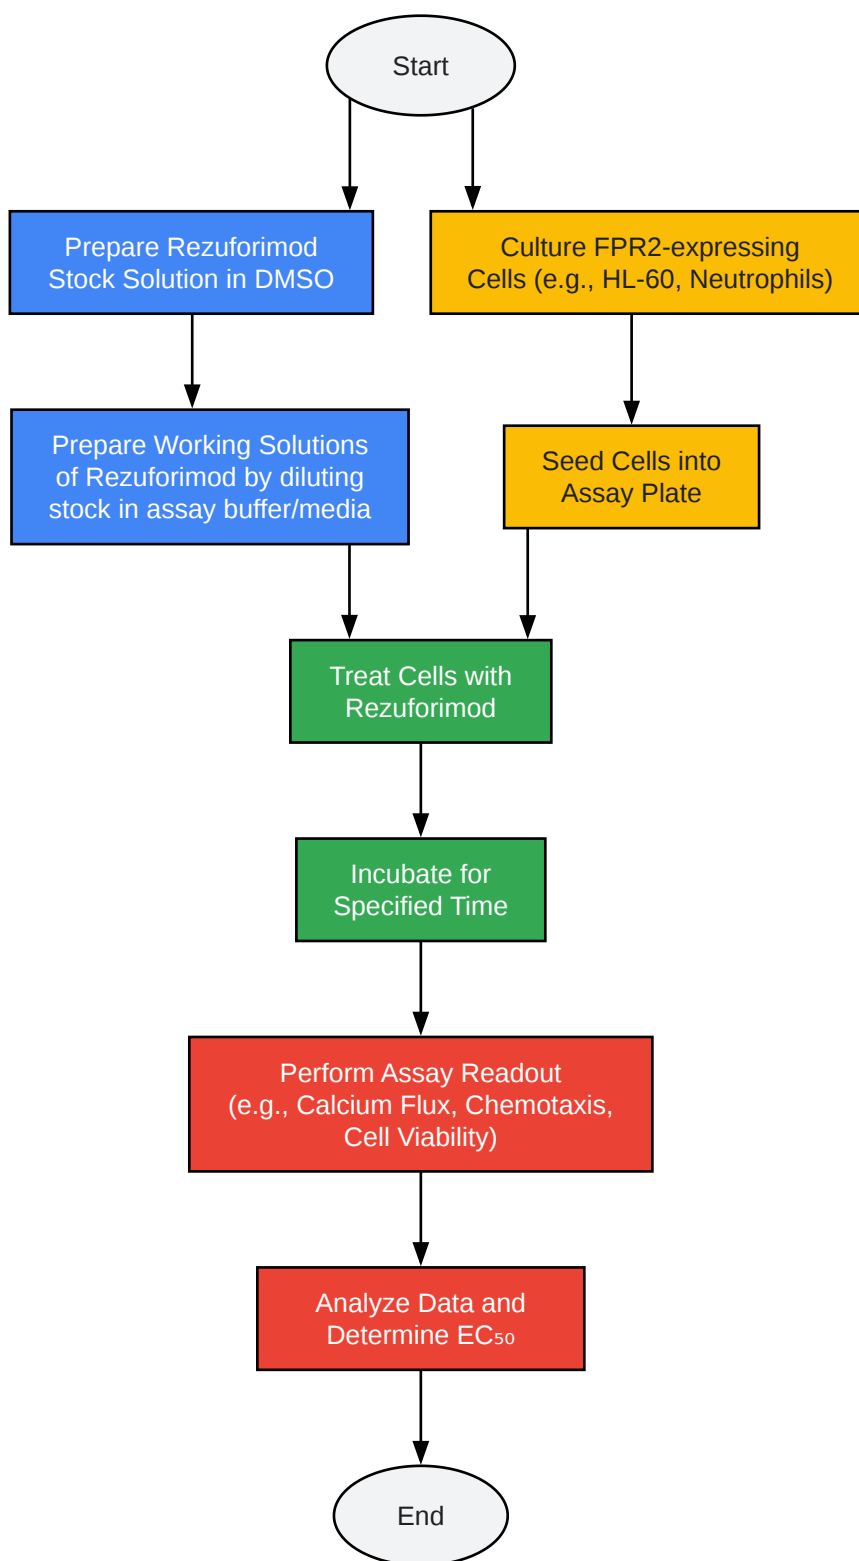 Start
Prepare Rezuforimod
Stock Solution in DMSO
Culture FPR2-expressing
Cells (e.g., HL-60, Neutrophils)
Prepare Working Solutions
of Rezuforimod by diluting
stock in assay buffer/media
Seed Cells into
Assay Plate
Treat Cells with
Rezuforimod
Incubate for
Specified Time
Perform Assay Readout
(e.g., Calcium Flux, Chemotaxis,
Cell Viability)
Analyze Data and
Determine EC₅₀
End